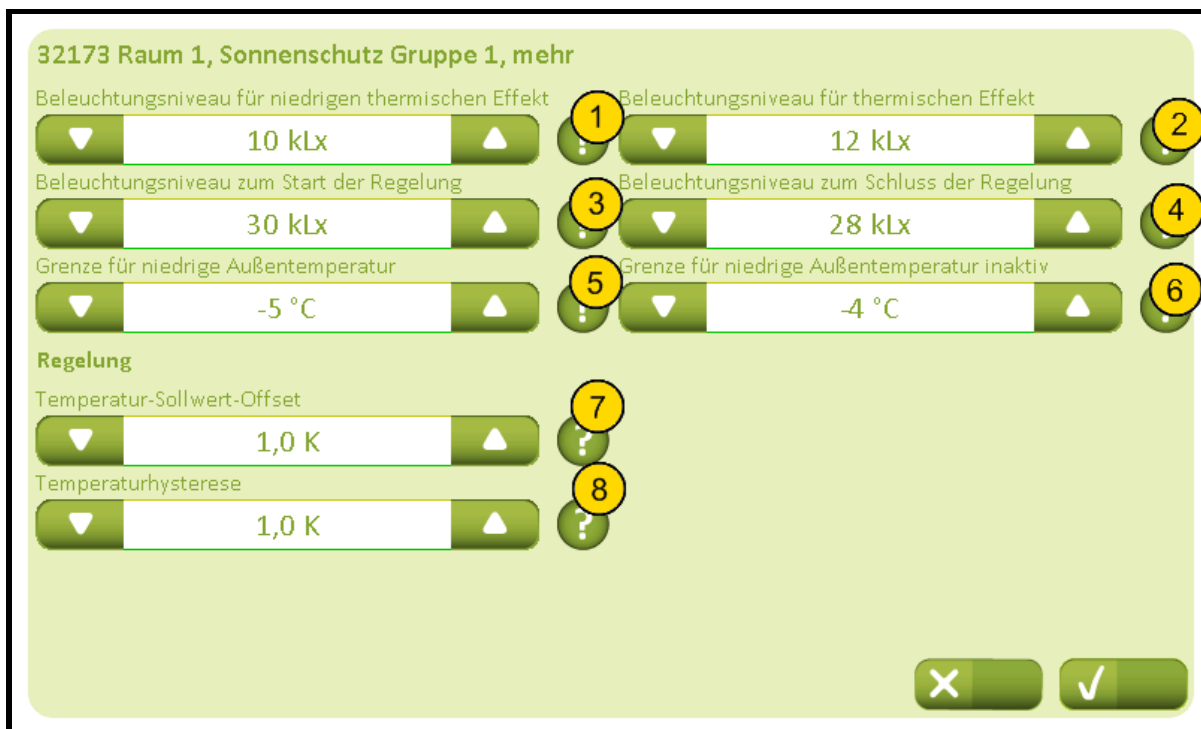 32173 Raum 1, Sonnenschutz Gruppe 1, mehr
Beleuchtungsniveau für niedrigen thermischen Effekt
10 kLx
1
Beleuchtungsniveau für thermischen Effekt
12 kLx
2
Beleuchtungsniveau zum Start der Regelung
30 kLx
3
Beleuchtungsniveau zum Schluss der Regelung
28 kLx
4
Grenze für niedrige Außentemperatur
-5 °C
5
Grenze für niedrige Außentemperatur inaktiv
-4 °C
6
Regelung
Temperatur-Sollwert-Offset
1,0 K
7
?
Temperaturhysterese
1,0 K
8
?